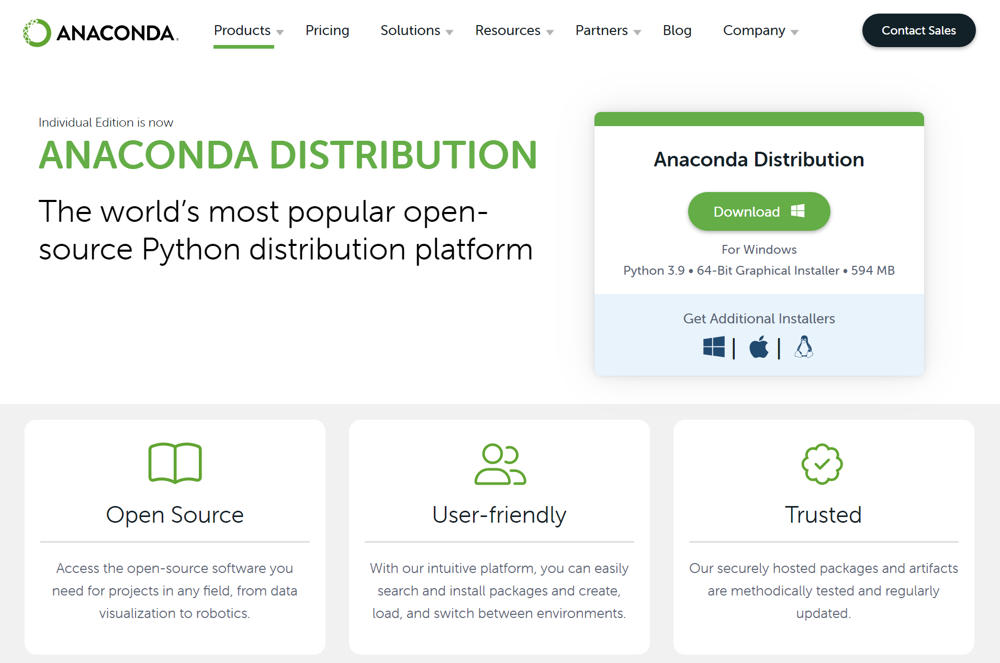 ANACONDA.
Products
Pricing
Solutions
Resources
Partners
Blog
Company
Contact Sales
Individual Edition is now
ANACONDA DISTRIBUTION
The world’s most popular open-
source Python distribution platform
Anaconda Distribution
Download
For Windows
Python 3.9 • 64-Bit Graphical Installer • 594 MB
Get Additional Installers
Open Source
Access the open-source software you
need for projects in any field, from data
visualization to robotics.
User-friendly
With our intuitive platform, you can easily
search and install packages and create,
load, and switch between environments.
Trusted
Our securely hosted packages and artifacts
are methodically tested and regularly
updated.